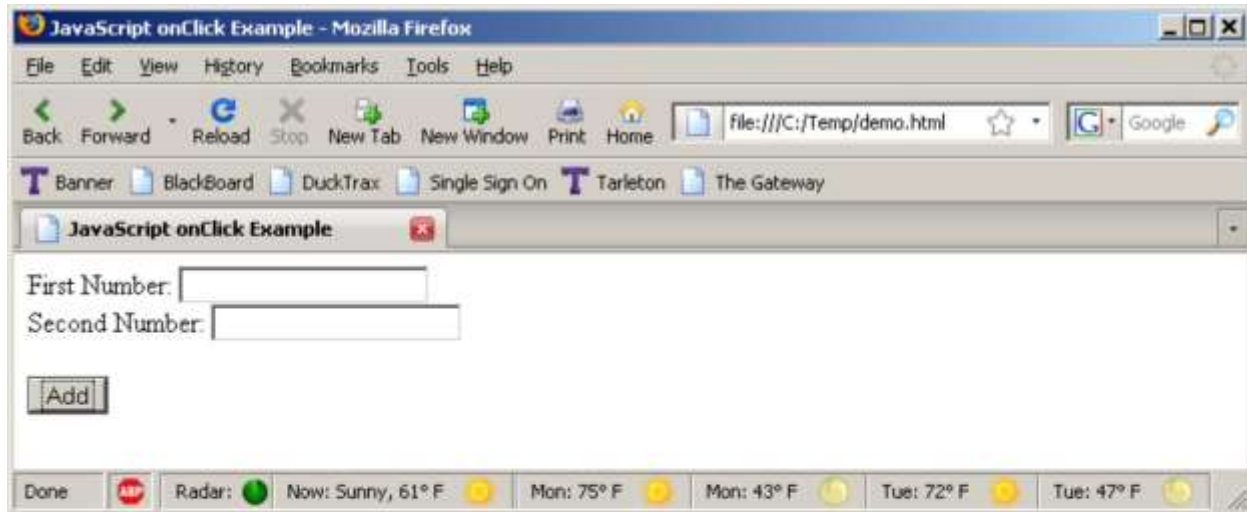 JavaScript onClick Example - Mozilla Firefox
File Edit View History Bookmarks Tools Help
Back Forward Reload Stop New Tab New Window Print Home file:///C:/Temp/demo.html G Google
T Banner BlackBoard DuckTrax Single Sign On T Tarleton The Gateway
JavaScript onClick Example
First Number:
Second Number:
Add
Done ABP Radar: Now: Sunny, 61° F Mon: 75° F Mon: 43° F Tue: 72° F Tue: 47° F